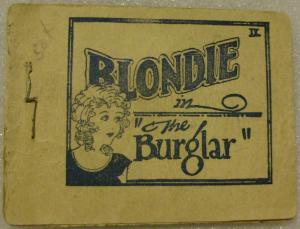 IX
BLONDIE
in
"The
Burglar"